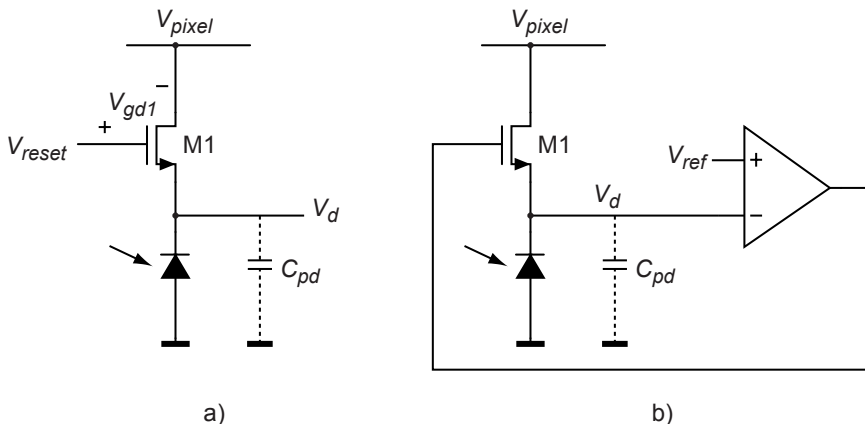 V_pixel
V_gd1
−
+
V_reset
M1
V_d
C_pd
a)
V_pixel
M1
V_ref
+
V_d
−
C_pd
b)